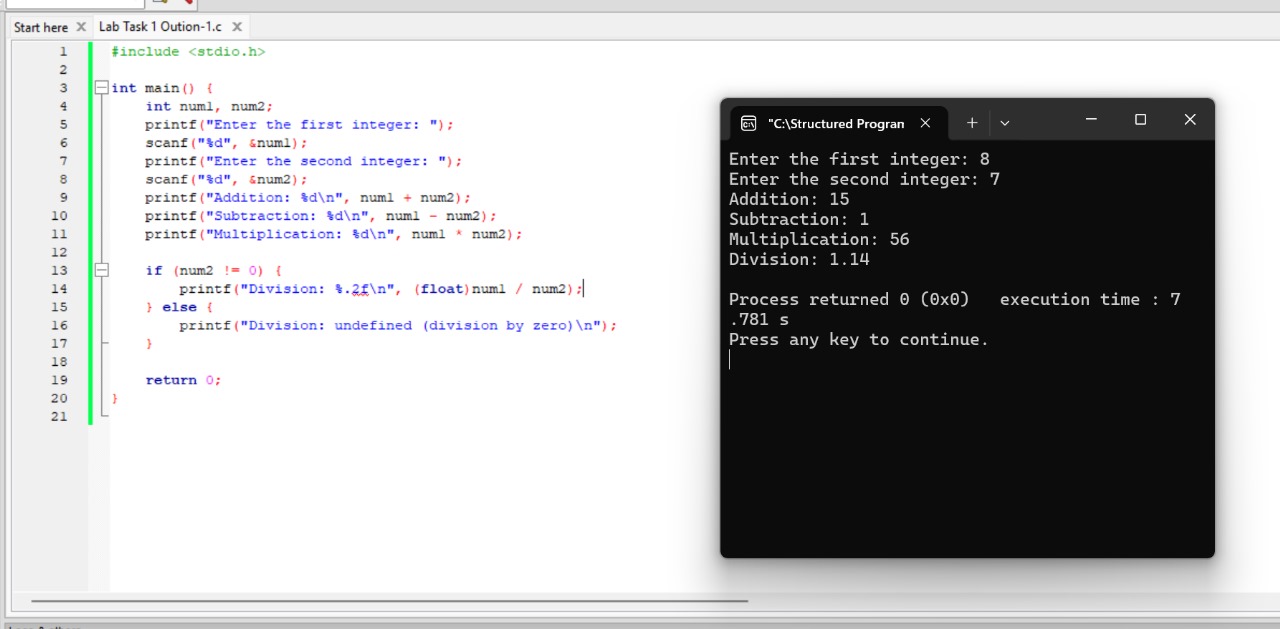 Start here
Lab Task 1 Oution-1.c
1 #include <stdio.h>
2
3 int main() {
4 int num1, num2;
5 printf("Enter the first integer: ");
6 scanf("%d", &num1);
7 printf("Enter the second integer: ");
8 scanf("%d", &num2);
9 printf("Addition: %d\n", num1 + num2);
10 printf("Subtraction: %d\n", num1 - num2);
11 printf("Multiplication: %d\n", num1 * num2);
12
13 if (num2 != 0) {
14 printf("Division: %.2f\n", (float)num1 / num2);
15 } else {
16 printf("Division: undefined (division by zero)\n");
17 }
18
19 return 0;
20 }
21
"C:\Structured Progran
Enter the first integer: 8
Enter the second integer: 7
Addition: 15
Subtraction: 1
Multiplication: 56
Division: 1.14
Process returned 0 (0x0)   execution time : 7
.781 s
Press any key to continue.